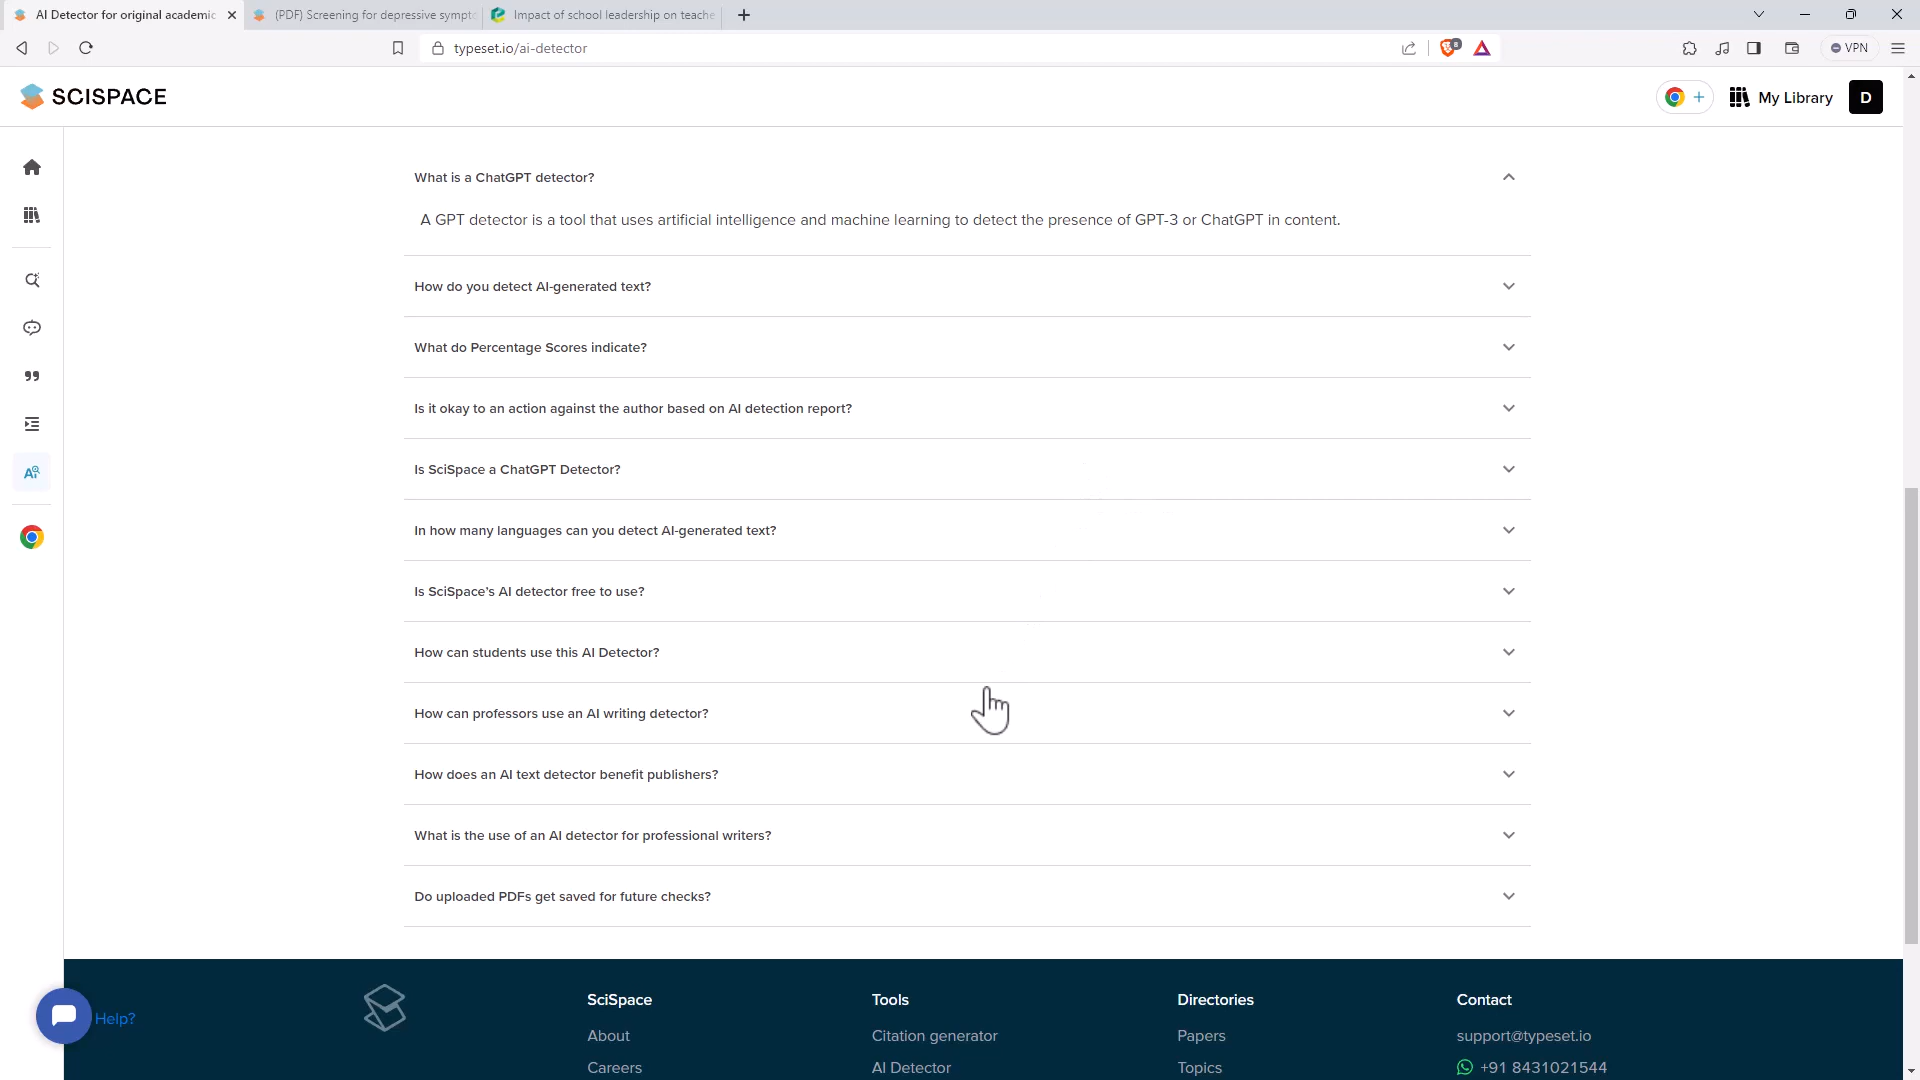 AI Detector for original academic
(PDF) Screening for depressive sympto
Impact of school leadership on teache
typeset.io/ai-detector
8
VPN
SCISPACE
My Library
D
What is a ChatGPT detector?
A GPT detector is a tool that uses artificial intelligence and machine learning to detect the presence of GPT-3 or ChatGPT in content.
How do you detect AI-generated text?
What do Percentage Scores indicate?
Is it okay to an action against the author based on AI detection report?
Is SciSpace a ChatGPT Detector?
In how many languages can you detect AI-generated text?
Is SciSpace's AI detector free to use?
How can students use this AI Detector?
How can professors use an AI writing detector?
How does an AI text detector benefit publishers?
What is the use of an AI detector for professional writers?
Do uploaded PDFs get saved for future checks?
AI
Help?
SciSpace
About
Careers
Tools
Citation generator
AI Detector
Directories
Papers
Topics
Contact
support@typeset.io
+91 8431021544